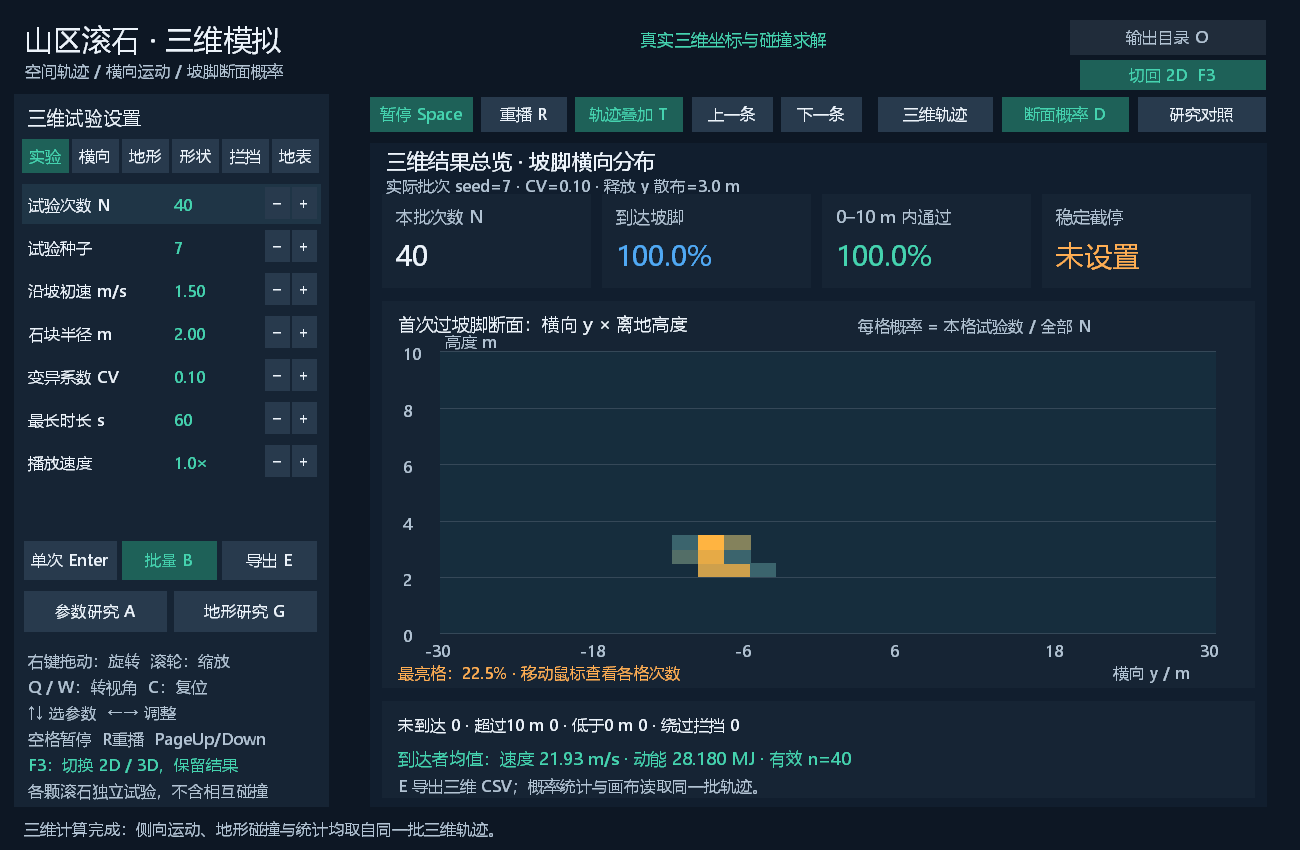 山区滚石 · 三维模拟
空间轨迹 / 横向运动 / 坡脚断面概率
真实三维坐标与碰撞求解
输出目录 O
切回 2D  F3
三维试验设置
实验 横向 地形 形状 拦挡 地表
试验次数 N 40 − +
试验种子 7 − +
沿坡初速 m/s 1.50 − +
石块半径 m 2.00 − +
变异系数 CV 0.10 − +
最长时长 s 60 − +
播放速度 1.0× − +
单次 Enter 批量 B 导出 E
参数研究 A 地形研究 G
右键拖动：旋转 滚轮：缩放
Q / W：转视角 C：复位
↑↓ 选参数 ←→ 调整
空格暂停 R重播 PageUp/Down
F3：切换 2D / 3D，保留结果
各颗滚石独立试验，不含相互碰撞
暂停 Space 重播 R 轨迹叠加 T 上一条 下一条 三维轨迹 断面概率 D 研究对照
三维结果总览 · 坡脚横向分布
实际批次 seed=7 · CV=0.10 · 释放 y 散布=3.0 m
本批次数 N
40
到达坡脚
100.0%
0–10 m 内通过
100.0%
稳定截停
未设置
首次过坡脚断面：横向 y × 离地高度
每格概率 = 本格试验数 / 全部 N
高度 m
10
8
6
4
2
0
-30 -18 -6 6 18 30
最亮格：22.5% · 移动鼠标查看各格次数
横向 y / m
未到达 0 · 超过10 m 0 · 低于0 m 0 · 绕过拦挡 0
到达者均值：速度 21.93 m/s · 动能 28.180 MJ · 有效 n=40
E 导出三维 CSV；概率统计与画布读取同一批轨迹。
三维计算完成：侧向运动、地形碰撞与统计均取自同一批三维轨迹。